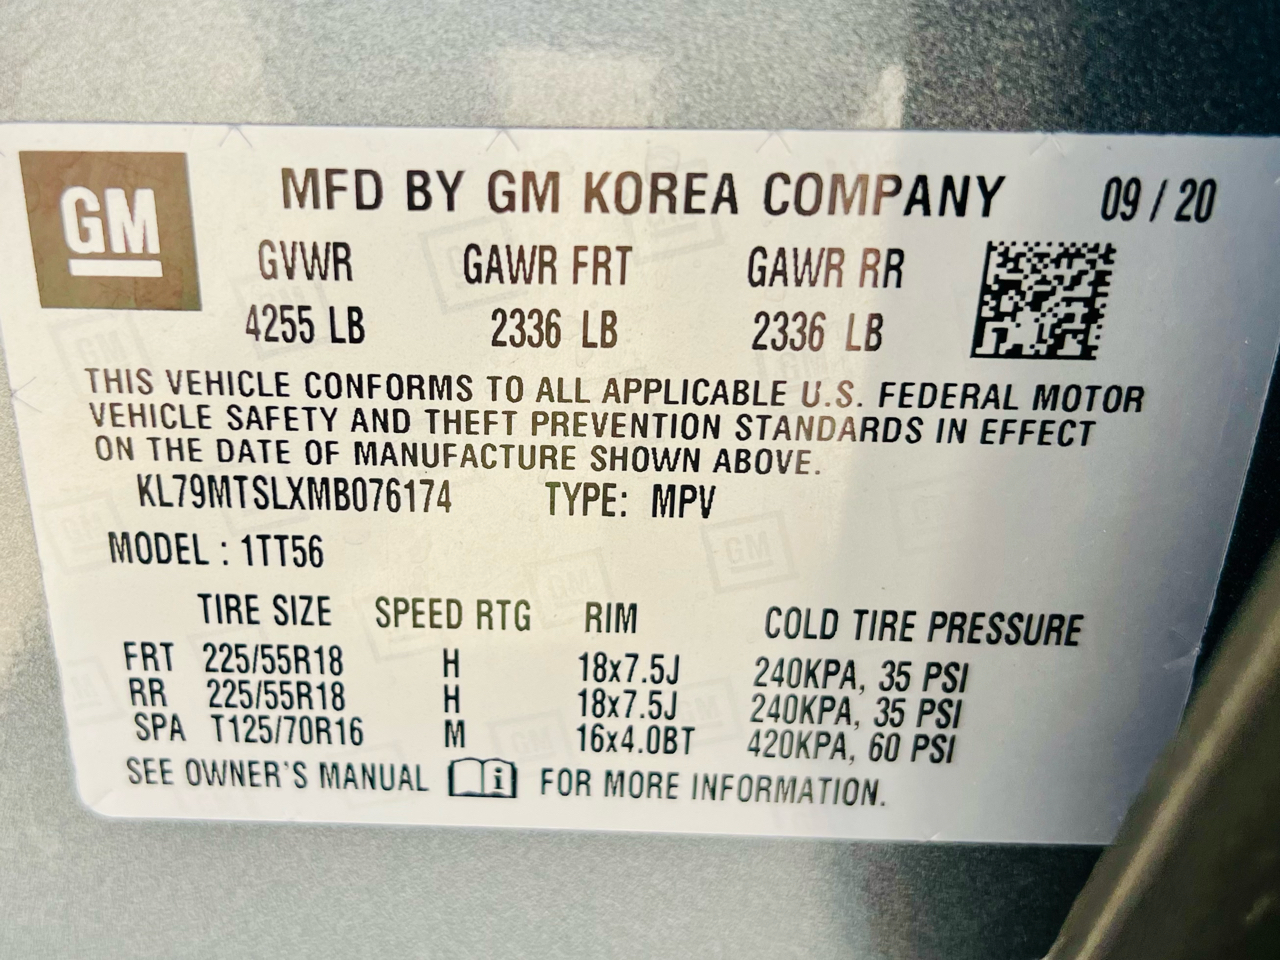 GM
MFD BY GM KOREA COMPANY 09 / 20
GVWR GAWR FRT GAWR RR
4255 LB 2336 LB 2336 LB
THIS VEHICLE CONFORMS TO ALL APPLICABLE U.S. FEDERAL MOTOR
VEHICLE SAFETY AND THEFT PREVENTION STANDARDS IN EFFECT
ON THE DATE OF MANUFACTURE SHOWN ABOVE.
KL79MTSLXMB076174 TYPE: MPV
MODEL : 1TT56
TIRE SIZE SPEED RTG RIM COLD TIRE PRESSURE
FRT 225/55R18 H 18x7.5J 240KPA, 35 PSI
RR 225/55R18 H 18x7.5J 240KPA, 35 PSI
SPA T125/70R16 M 16x4.0BT 420KPA, 60 PSI
SEE OWNER'S MANUAL i FOR MORE INFORMATION.